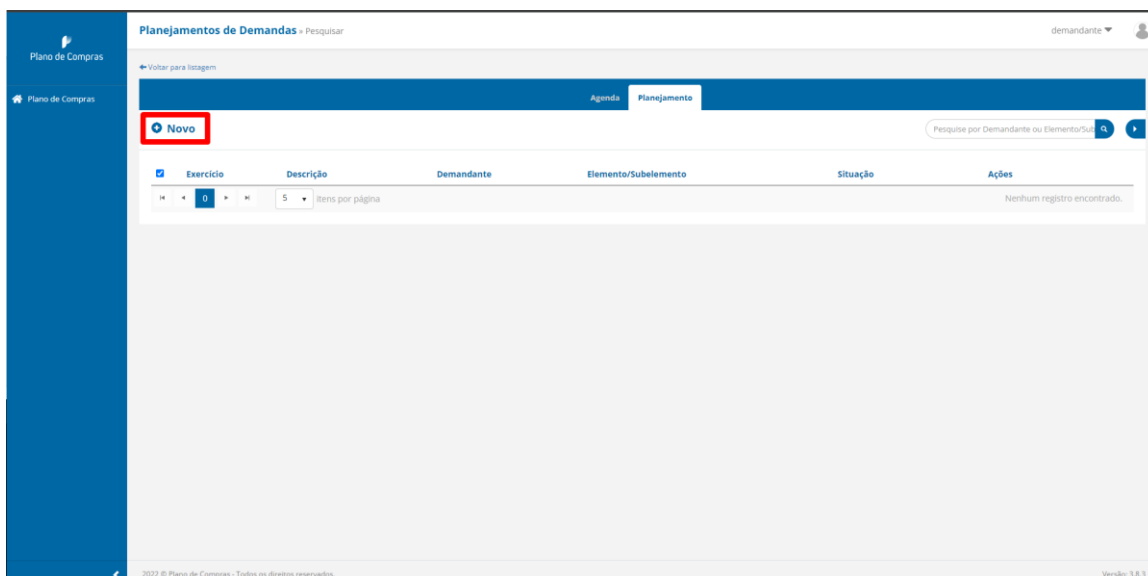 Plano de Compras
Plano de Compras
Planejamentos de Demandas » Pesquisar
demandante
Voltar para listagem
Agenda Planejamento
Novo
Pesquise por Demandante ou Elemento/Sub
Exercício Descrição Demandante Elemento/Subelemento Situação Ações
0 5 itens por página Nenhum registro encontrado.
2022 © Plano de Compras - Todos os direitos reservados. Versão: 3.8.3